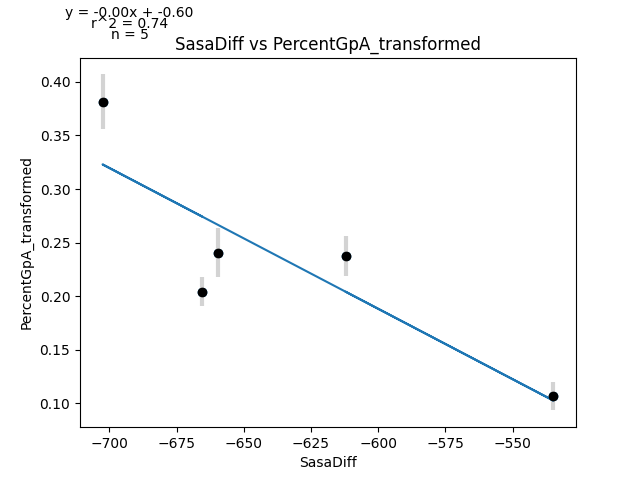 y = -0.00x + -0.60
r^2 = 0.74
n = 5
SasaDiff vs PercentGpA_transformed
0.40
0.35
0.30
0.25
0.20
0.15
0.10
PercentGpA_transformed
−700 −675 −650 −625 −600 −575 −550
SasaDiff